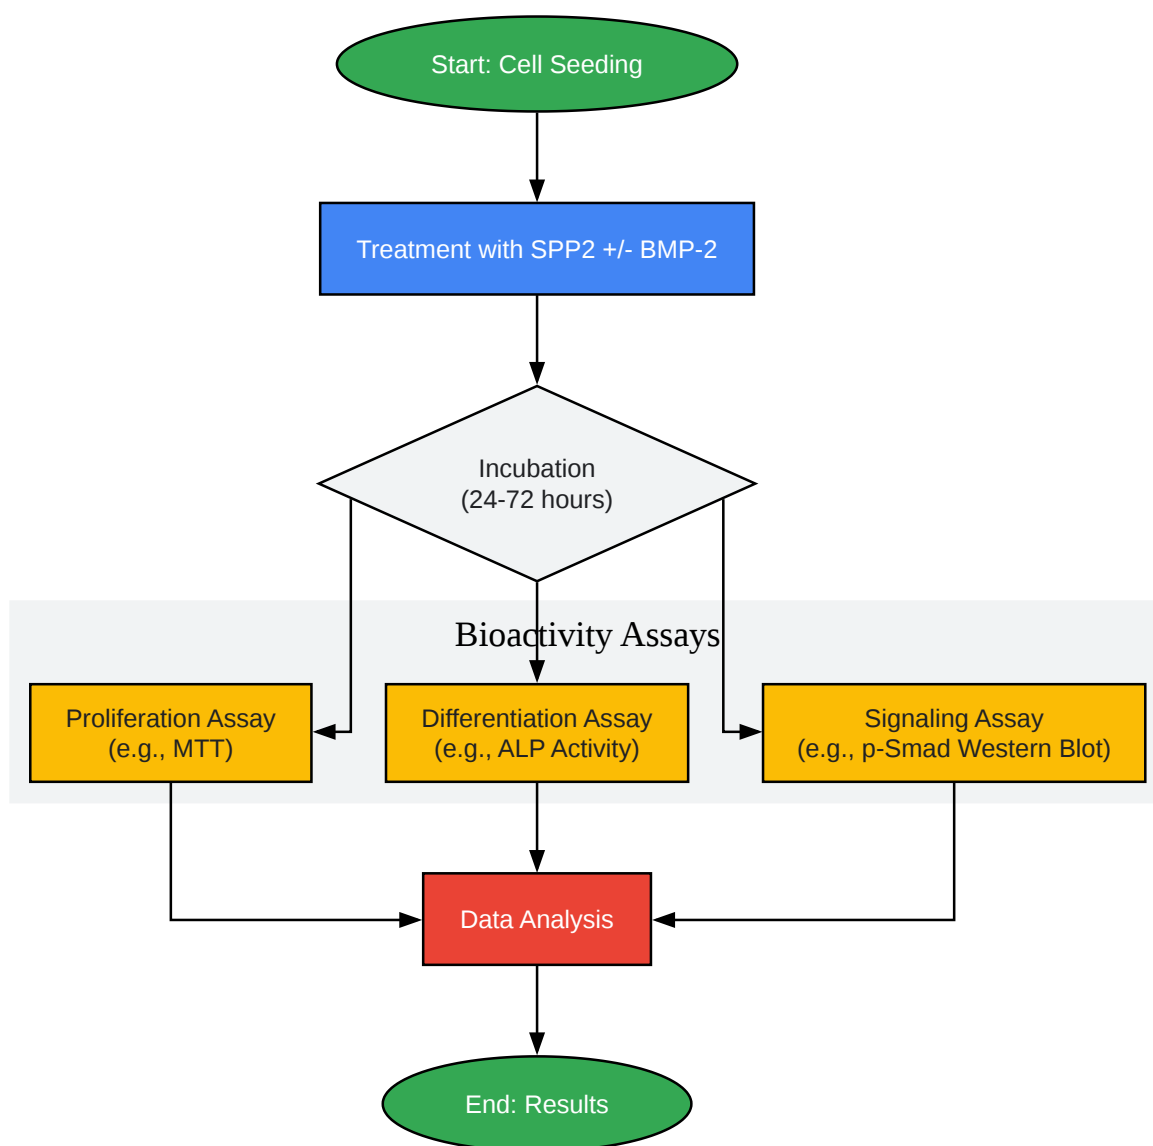 Start: Cell Seeding
Treatment with SPP2 +/- BMP-2
Incubation
(24-72 hours)
Bioactivity Assays
Proliferation Assay
(e.g., MTT)
Differentiation Assay
(e.g., ALP Activity)
Signaling Assay
(e.g., p-Smad Western Blot)
Data Analysis
End: Results